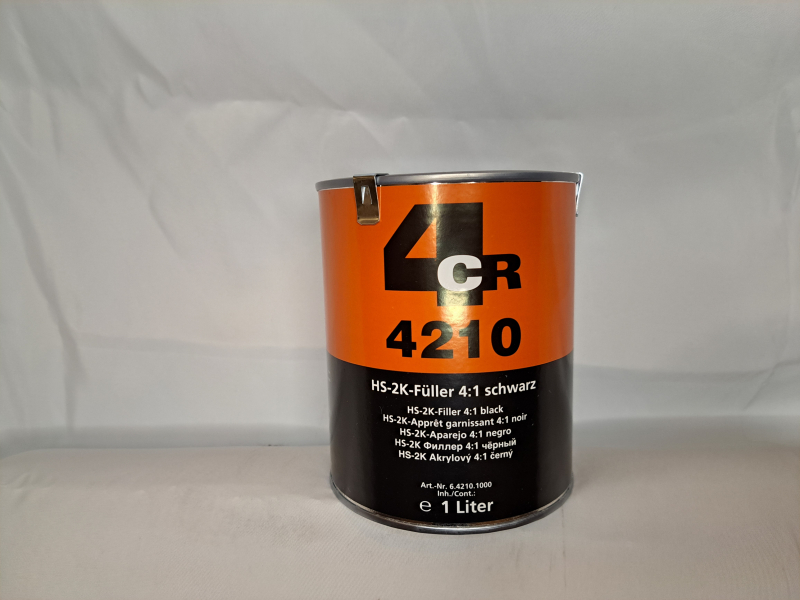 4CR
4210
HS-2K-Füller 4:1 schwarz
HS-2K-Filler 4:1 black
HS-2K-Apprêt garnissant 4:1 noir
HS-2K-Aparejo 4:1 negro
HS-2K Филлер 4:1 чёрный
HS-2K Akrylový 4:1 černý
Art.-Nr. 6.4210.1000
Inh./Cont.:
℮ 1 Liter